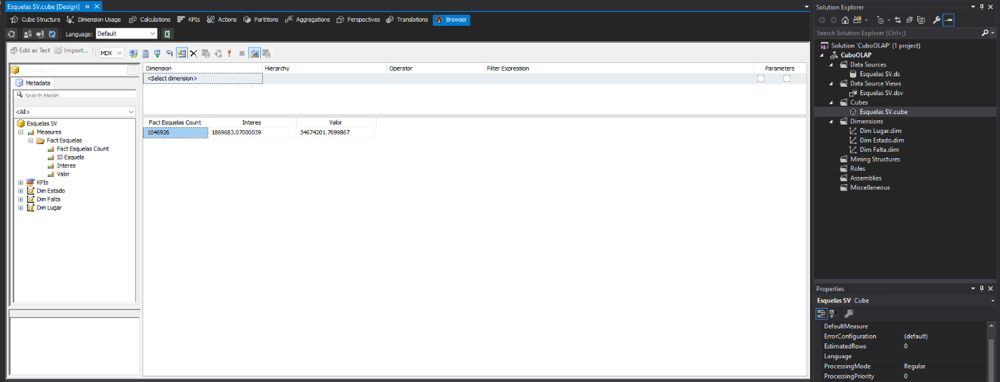 Esquelas SV.cube [Design]
Cube Structure Dimension Usage Calculations KPIs Actions Partitions Aggregations Perspectives Translations Browser
Language: Default
Edit as Text Import... MDX
Esquelas SV
Metadata
Search Model
<All>
Esquelas SV
Measures
Fact Esquelas
Fact Esquelas Count
ID Esquela
Interes
Valor
KPIs
Dim Estado
Dim Falta
Dim Lugar
Dimension Hierarchy Operator Filter Expression Parameters
<Select dimension>
Fact Esquelas Count Interes Valor
1046926 1869683.07000039 34674201.7699867
Solution Explorer
Search Solution Explorer (Ctrl+;)
Solution 'CuboOLAP' (1 project)
CuboOLAP
Data Sources
Esquelas SV.ds
Data Source Views
Esquelas SV.dsv
Cubes
Esquelas SV.cube
Dimensions
Dim Lugar.dim
Dim Estado.dim
Dim Falta.dim
Mining Structures
Roles
Assemblies
Miscellaneous
Properties
Esquelas SV Cube
DefaultMeasure
ErrorConfiguration (default)
EstimatedRows 0
Language
ProcessingMode Regular
ProcessingPriority 0